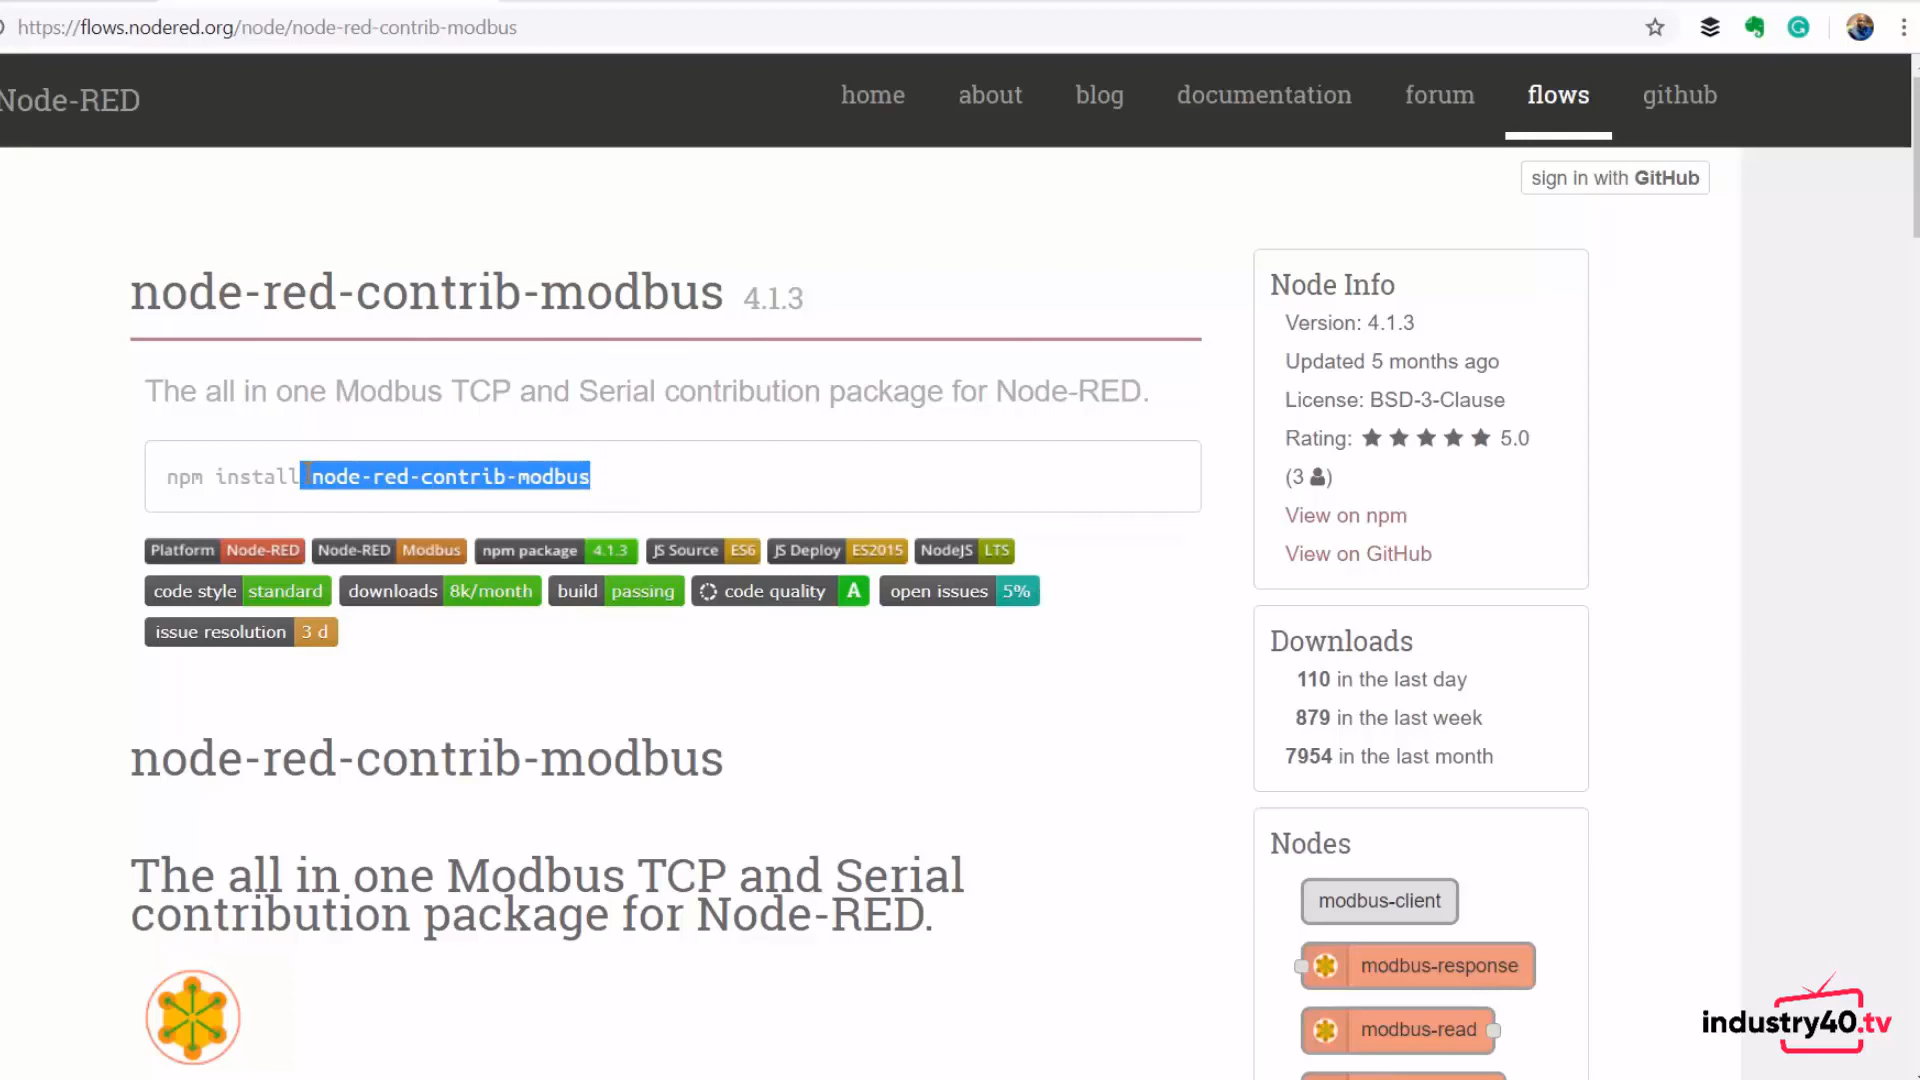 https://flows.nodered.org/node/node-red-contrib-modbus
Node-RED
home about blog documentation forum flows github
sign in with GitHub
node-red-contrib-modbus 4.1.3
The all in one Modbus TCP and Serial contribution package for Node-RED.
npm install node-red-contrib-modbus
Platform Node-RED Node-RED Modbus npm package 4.1.3 JS Source ES6 JS Deploy ES2015 NodeJS LTS
code style standard downloads 8k/month build passing code quality A open issues 5%
issue resolution 3 d
node-red-contrib-modbus
The all in one Modbus TCP and Serial
contribution package for Node-RED.
Node Info
Version: 4.1.3
Updated 5 months ago
License: BSD-3-Clause
Rating: ★ ★ ★ ★ ★ 5.0
(3 )
View on npm
View on GitHub
Downloads
110 in the last day
879 in the last week
7954 in the last month
Nodes
modbus-client
modbus-response
modbus-read
industry40.tv